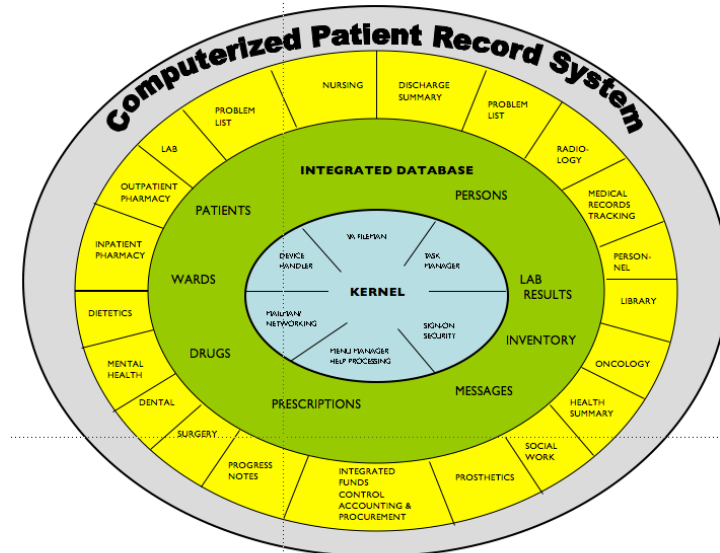 Computerized Patient Record System
NURSING
DISCHARGE
SUMMARY
PROBLEM
LIST
PROBLEM
LIST
RADIO-
LOGY
LAB
MEDICAL
RECORDS
TRACKING
OUTPATIENT
PHARMACY
INPATIENT
PHARMACY
PERSON-
NEL
LIBRARY
DIETETICS
ONCOLOGY
MENTAL
HEALTH
HEALTH
SUMMARY
DENTAL
SURGERY
SOCIAL
WORK
PROGRESS
NOTES
INTEGRATED
FUNDS
CONTROL
ACCOUNTING &
PROCUREMENT
PROSTHETICS
INTEGRATED DATABASE
PERSONS
PATIENTS
WARDS
LAB
RESULTS
INVENTORY
DRUGS
MESSAGES
PRESCRIPTIONS
VA FILEMAN
DEVICE
HANDLER
TASK
MANAGER
KERNEL
MAILMAN/
NETWORKING
SIGN-ON
SECURITY
MENU MANAGER
HELP PROCESSING